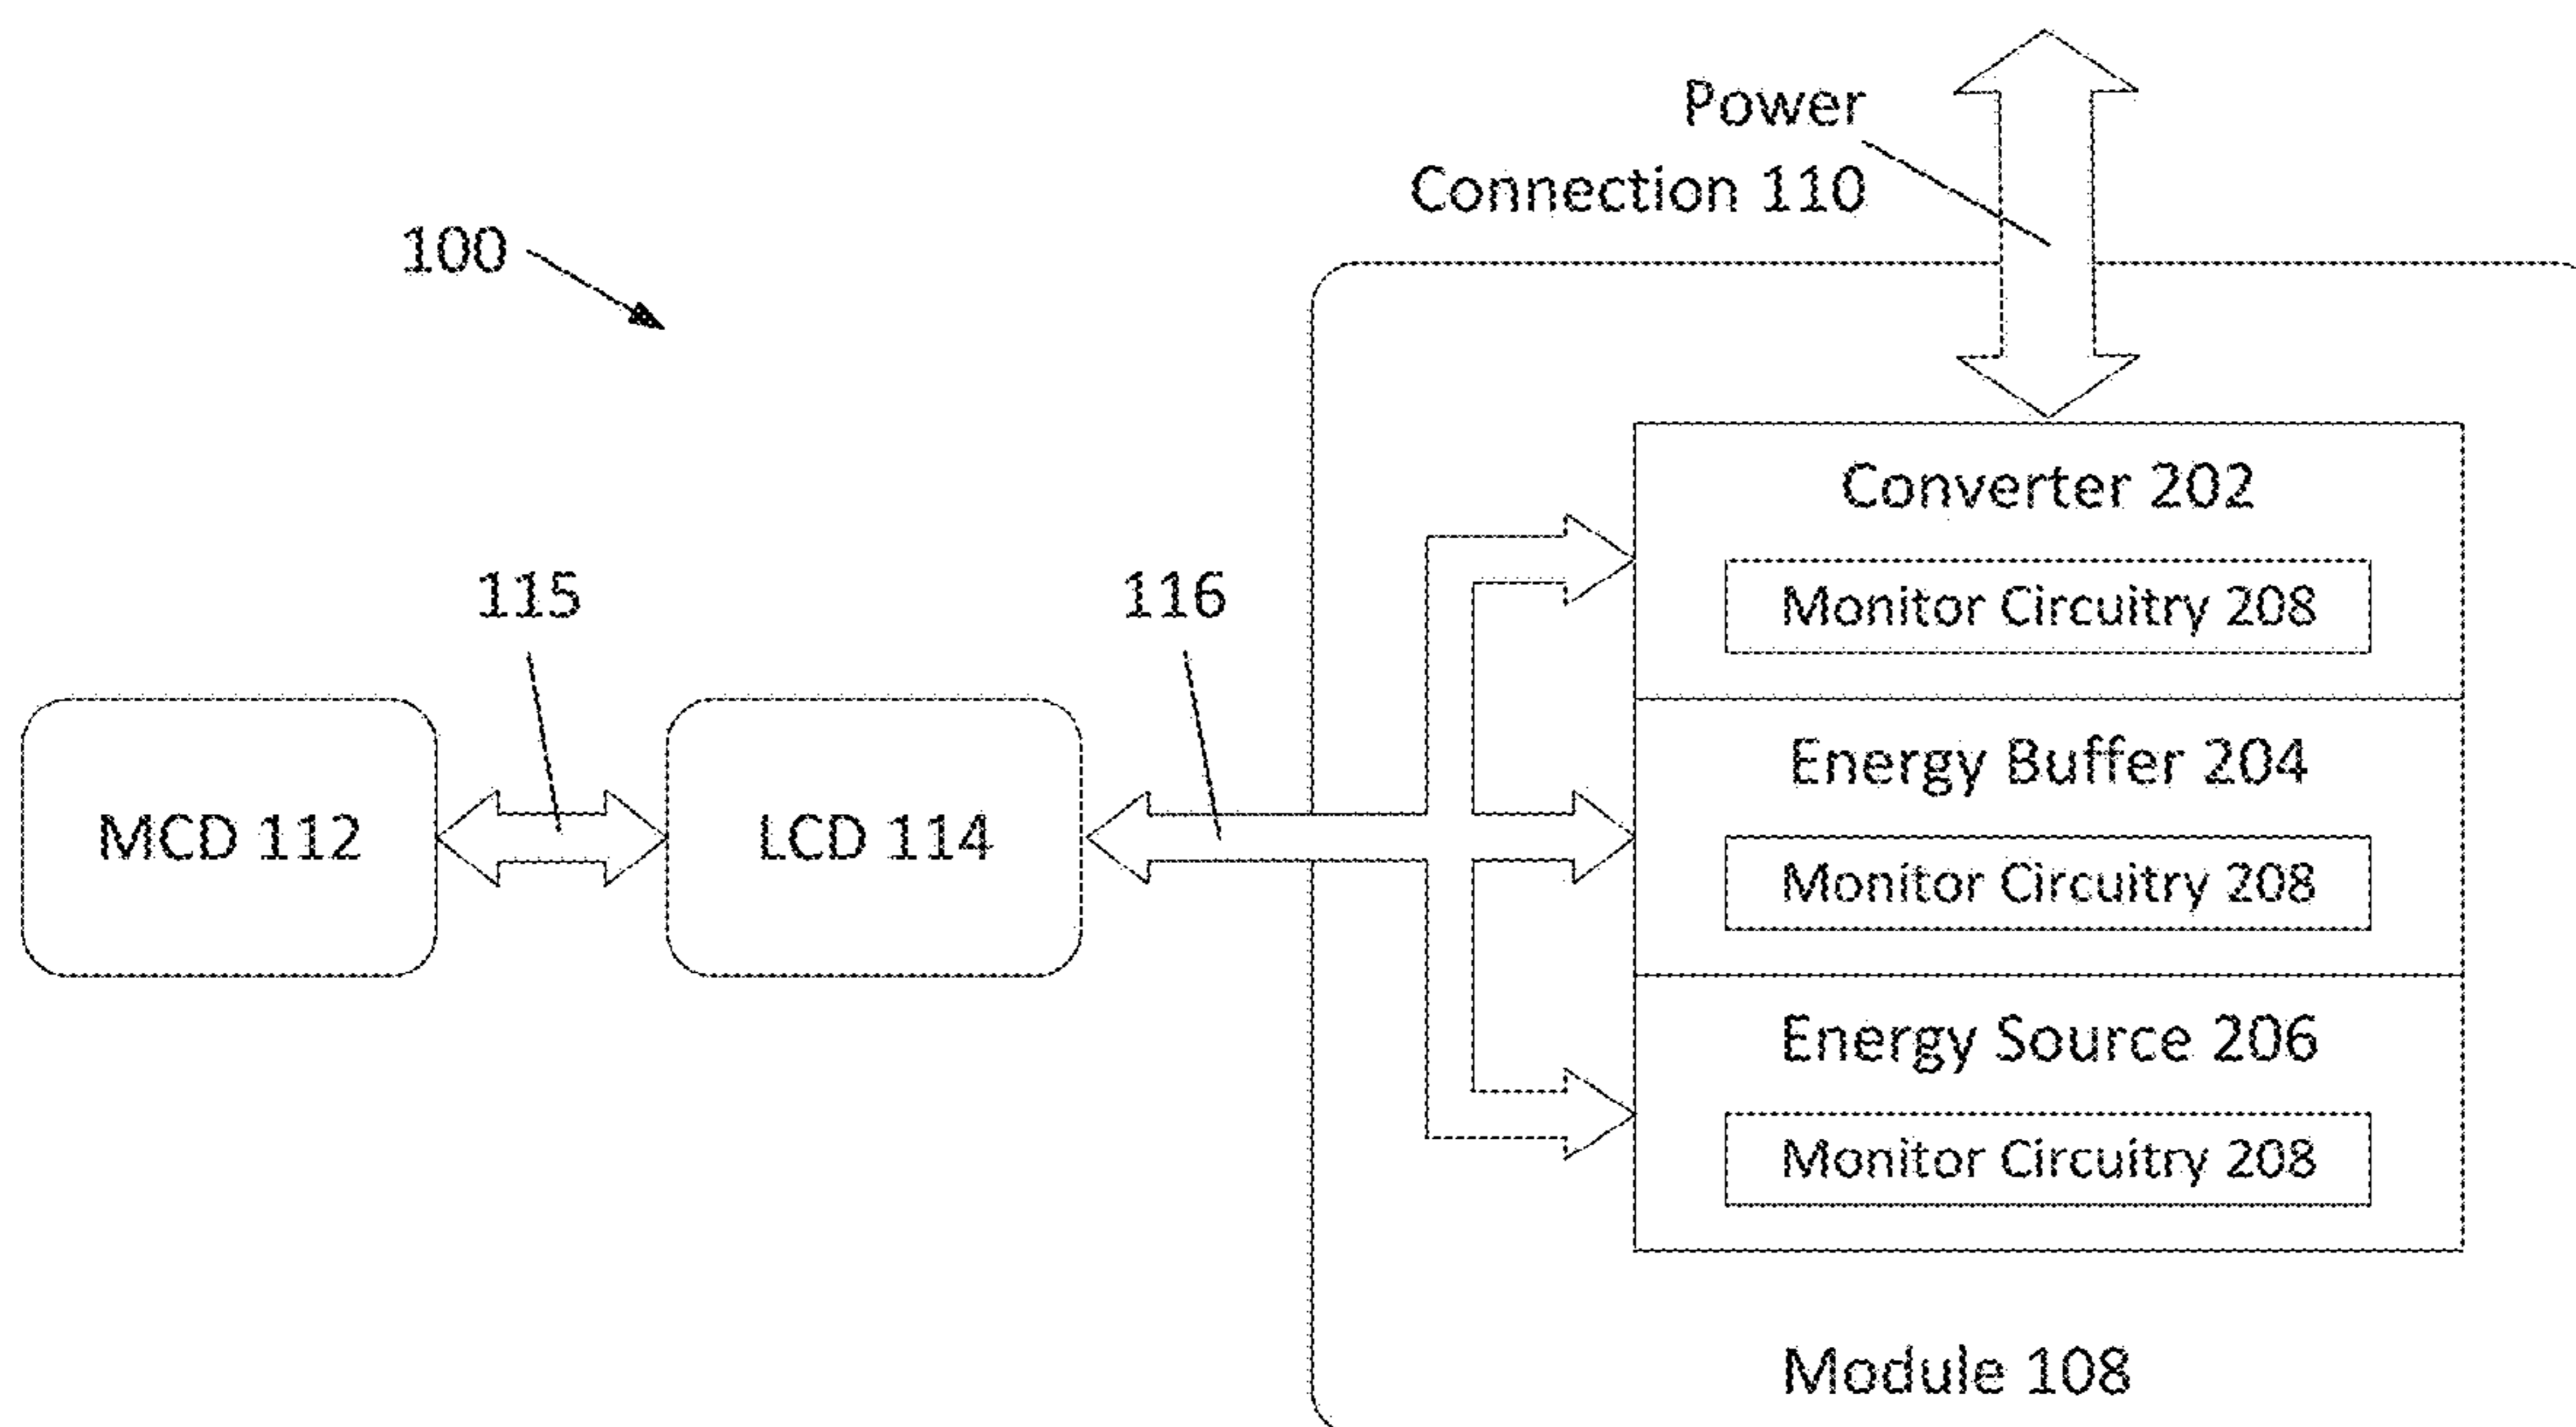 Power
Connection 110
100
Converter 202
115
116
Monitor Circuitry 208
MCD 112
LCD 114
Energy Buffer 204
Monitor Circuitry 208
Energy Source 206
Monitor Circuitry 208
Module 108